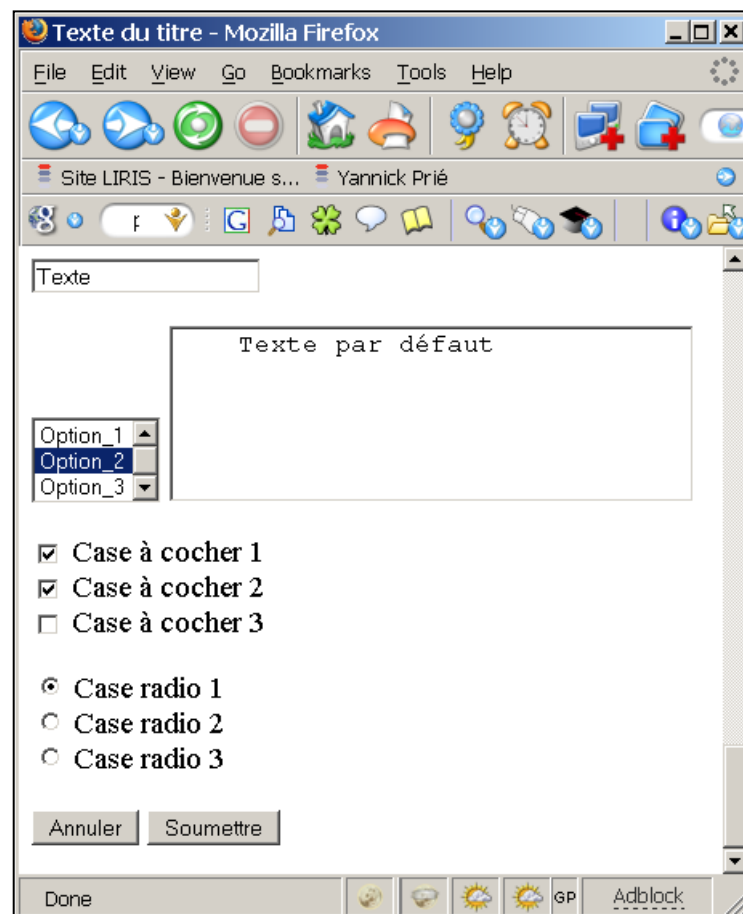 Texte du titre - Mozilla Firefox
File Edit View Go Bookmarks Tools Help
Site LIRIS - Bienvenue s... Yannick Prié
G
Texte
Texte par défaut
Option_1
Option_2
Option_3
Case à cocher 1
Case à cocher 2
Case à cocher 3
Case radio 1
Case radio 2
Case radio 3
Annuler Soumettre
Done GP Adblock